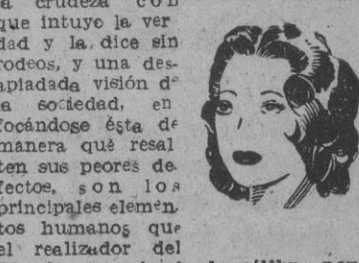 la crudeza con
que intuye la ver
dad y la dice sin
rodeos, y una des-
apiadada visión de
la sociedad, en
focándose ésta de
manera qué resal
ten sus peores de
fectos, son los
principales elemen
tos humanos que
el realizador del